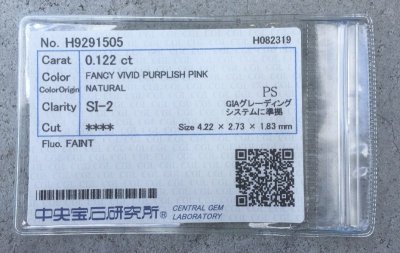 No. H9291505 H082319
Carat 0.122 ct
Color FANCY VIVID PURPLISH PINK
ColorOrigin NATURAL
Clarity SI-2
PS
GIAグレーディング
システムに準拠
Cut **** Size 4.22 × 2.73 × 1.83 mm
Fluo. FAINT
中央宝石研究所® CENTRAL GEM
LABORATORY